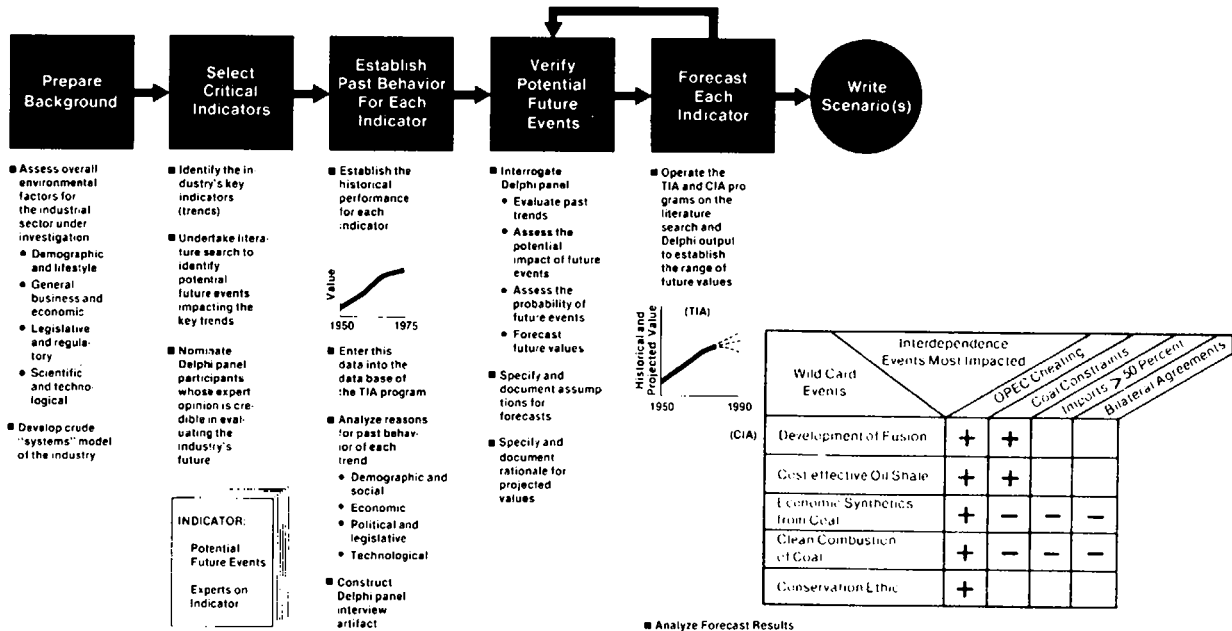 Prepare
Background
Select
Critical
Indicators
Establish
Past Behavior
For Each
Indicator
Verify
Potential
Future
Events
Forecast
Each
Indicator
Write
Scenario(s)
■ Assess overall
environmental
factors for
the industrial
sector under
investigation
• Demographic
and lifestyle
• General
business and
economic
• Legislative
and regula-
tory
• Scientific
and techno-
logical
■ Develop crude
"systems" model
of the industry
■ Identify the in-
dustry's key
indicators
(trends)
■ Undertake litera-
ture search to
identify
potential
future events
impacting the
key trends
■ Nominate
Delphi panel
participants
whose expert
opinion is cre-
dible in eval-
uating the
industry's
future
INDICATOR:
Potential
Future Events
Experts on
Indicator
■ Establish the
historical
performance
for each
indicator
Value
1950 1975
■ Enter this
data into the
data base of
the TIA program
■ Analyze reasons
for past behav-
ior of each
trend
• Demographic and
social
• Economic
• Political and
legislative
• Technological
■ Construct
Delphi panel
interview
artifact
■ Interrogate
Delphi panel
• Evaluate past
trends
• Assess the
potential
impact of future
events
• Assess the
probability of
future events
• Forecast
future values
■ Specify and
document assump
tions for
forecasts
■ Specify and
document
rationale for
projected
values
■ Operate the
TIA and CIA pro
grams on the
literature
search and
Delphi output
to establish
the range of
future values
Historical and
Projected Value
(TIA)
1950 1990
(CIA)
Wild Card
Events
Interdependence
Events Most Impacted
OPEC Cheating
Coal Constraints
Imports > 50 Percent
Bilateral Agreements
Development of Fusion + +
Cost effective Oil Shale + +
Economic Synthetics
from Coal + − − −
Clean Combustion
of Coal + − − −
Conservation Ethic +
■ Analyze Forecast Results